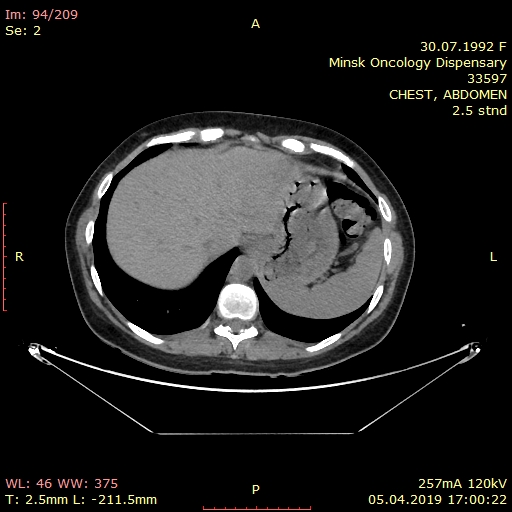 Im: 94/209
Se: 2
A
30.07.1992 F
Minsk Oncology Dispensary
33597
CHEST, ABDOMEN
2.5 stnd
R
L
WL: 46 WW: 375
T: 2.5mm L: -211.5mm
P
257mA 120kV
05.04.2019 17:00:22